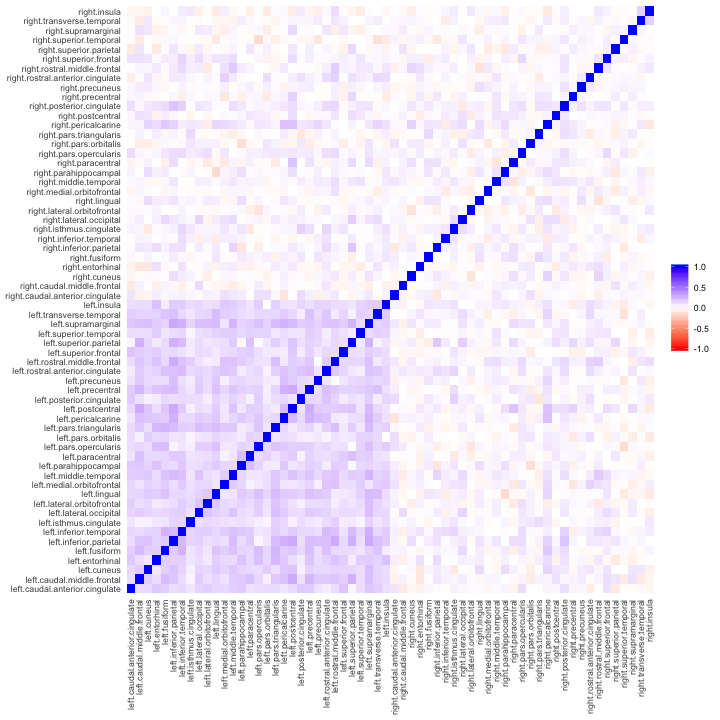 right.insula
right.transverse.temporal
right.supramarginal
right.superior.temporal
right.superior.parietal
right.superior.frontal
right.rostral.middle.frontal
right.rostral.anterior.cingulate
right.precuneus
right.precentral
right.posterior.cingulate
right.postcentral
right.pericalcarine
right.pars.triangularis
right.pars.orbitalis
right.pars.opercularis
right.paracentral
right.parahippocampal
right.middle.temporal
right.medial.orbitofrontal
right.lingual
right.lateral.orbitofrontal
right.lateral.occipital
right.isthmus.cingulate
right.inferior.temporal
right.inferior.parietal
right.fusiform
right.entorhinal
right.cuneus
right.caudal.middle.frontal
right.caudal.anterior.cingulate
left.insula
left.transverse.temporal
left.supramarginal
left.superior.temporal
left.superior.parietal
left.superior.frontal
left.rostral.middle.frontal
left.rostral.anterior.cingulate
left.precuneus
left.precentral
left.posterior.cingulate
left.postcentral
left.pericalcarine
left.pars.triangularis
left.pars.orbitalis
left.pars.opercularis
left.paracentral
left.parahippocampal
left.middle.temporal
left.medial.orbitofrontal
left.lingual
left.lateral.orbitofrontal
left.lateral.occipital
left.isthmus.cingulate
left.inferior.temporal
left.inferior.parietal
left.fusiform
left.entorhinal
left.cuneus
left.caudal.middle.frontal
left.caudal.anterior.cingulate
left.caudal.anterior.cingulate
left.caudal.middle.frontal
left.cuneus
left.entorhinal
left.fusiform
left.inferior.parietal
left.inferior.temporal
left.isthmus.cingulate
left.lateral.occipital
left.lateral.orbitofrontal
left.lingual
left.medial.orbitofrontal
left.middle.temporal
left.parahippocampal
left.paracentral
left.pars.opercularis
left.pars.orbitalis
left.pars.triangularis
left.pericalcarine
left.postcentral
left.posterior.cingulate
left.precentral
left.precuneus
left.rostral.anterior.cingulate
left.rostral.middle.frontal
left.superior.frontal
left.superior.parietal
left.superior.temporal
left.supramarginal
left.transverse.temporal
left.insula
right.caudal.anterior.cingulate
right.caudal.middle.frontal
right.cuneus
right.entorhinal
right.fusiform
right.inferior.parietal
right.inferior.temporal
right.isthmus.cingulate
right.lateral.occipital
right.lateral.orbitofrontal
right.lingual
right.medial.orbitofrontal
right.middle.temporal
right.parahippocampal
right.paracentral
right.pars.opercularis
right.pars.orbitalis
right.pars.triangularis
right.pericalcarine
right.postcentral
right.posterior.cingulate
right.precentral
right.precuneus
right.rostral.anterior.cingulate
right.rostral.middle.frontal
right.superior.frontal
right.superior.parietal
right.superior.temporal
right.supramarginal
right.transverse.temporal
right.insula
1.0
0.5
0.0
-0.5
-1.0